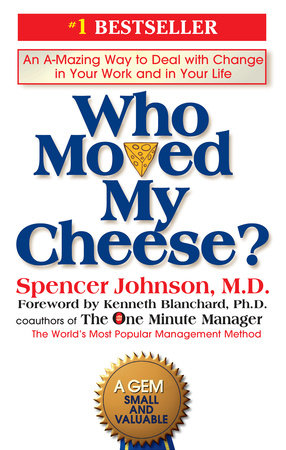 #1 BESTSELLER
An A-Mazing Way to Deal with Change
in Your Work and in Your Life
Who
Moved
My
Cheese?
Spencer Johnson, M.D.
Foreword by Kenneth Blanchard, Ph.D.
coauthors of The One Minute Manager
The World's Most Popular Management Method
A GEM
SMALL
AND
VALUABLE